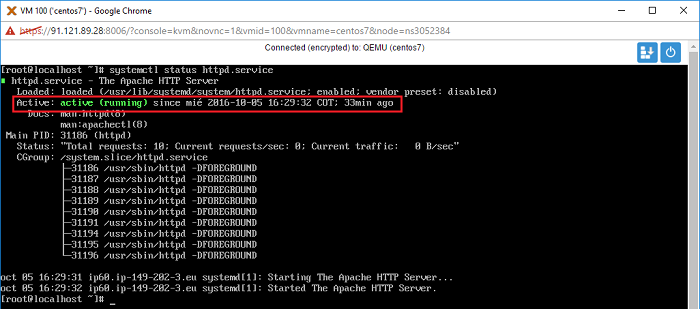 VM 100 ('centos7') - Google Chrome
https://91.121.89.28:8006/?console=kvm&novnc=1&vmid=100&vmname=centos7&node=ns3052384
Connected (encrypted) to: QEMU (centos7)
[root@localhost ~]# systemctl status httpd.service
httpd.service - The Apache HTTP Server
Loaded: loaded (/usr/lib/systemd/system/httpd.service; enabled; vendor preset: disabled)
Active: active (running) since mié 2016-10-05 16:29:32 COT; 33min ago
Docs: man:httpd(8)
man:apachectl(8)
Main PID: 31186 (httpd)
Status: "Total requests: 10; Current requests/sec: 0; Current traffic:   0 B/sec"
CGroup: /system.slice/httpd.service
├─31186 /usr/sbin/httpd -DFOREGROUND
├─31187 /usr/sbin/httpd -DFOREGROUND
├─31188 /usr/sbin/httpd -DFOREGROUND
├─31189 /usr/sbin/httpd -DFOREGROUND
├─31190 /usr/sbin/httpd -DFOREGROUND
├─31191 /usr/sbin/httpd -DFOREGROUND
├─31194 /usr/sbin/httpd -DFOREGROUND
├─31195 /usr/sbin/httpd -DFOREGROUND
└─31196 /usr/sbin/httpd -DFOREGROUND
oct 05 16:29:31 ip60.ip-149-202-3.eu systemd[1]: Starting The Apache HTTP Server...
oct 05 16:29:32 ip60.ip-149-202-3.eu systemd[1]: Started The Apache HTTP Server.
[root@localhost ~]# _